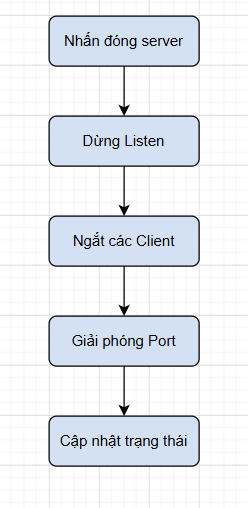 Nhấn đóng server
Dừng Listen
Ngắt các Client
Giải phóng Port
Cập nhật trạng thái